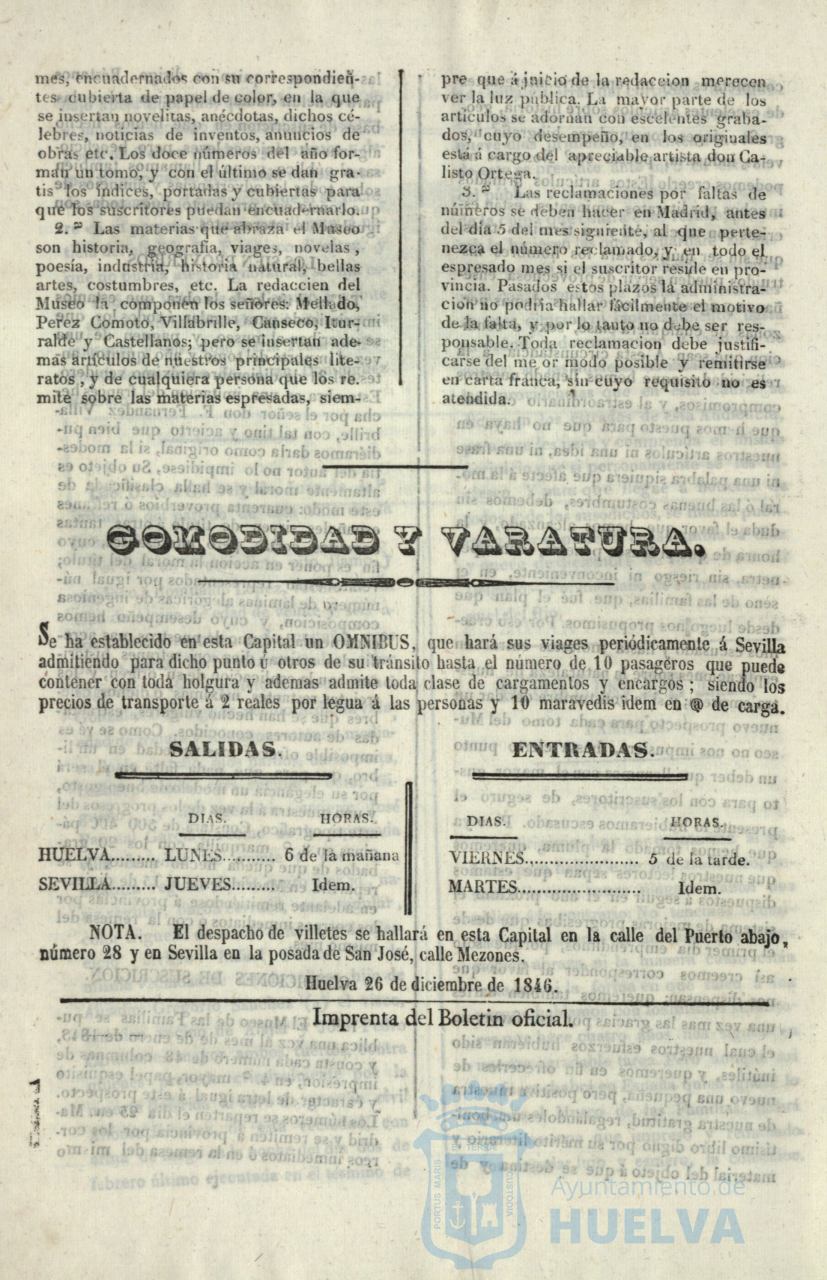 mes, encuadernados con su correspondien-
tes cubierta de papel de color, en la que
se insertan novelitas, anécdotas, dichos cé-
lebres, noticias de inventos, anuncios de
obras etc. Los doce números del año for-
man un tomo, y con el último se dan gra-
tis los índices, portadas y cubiertas para
que los suscritores puedan encuadernarlo.
2.ª Las materias que abraza el Museo
son historia, geografía, viages, novelas,
poesía, industria, historia natural, bellas
artes, costumbres, etc. La redaccion del
Museo la componen los señores: Mellado,
Perez Comoto, Villabrille, Canseco, Itur-
ralde y Castellanos; pero se insertan ade-
mas artículos de nuestros principales lite-
ratos, y de cualquiera persona que los re.
mite sobre las materias espresadas, siem-
pre que á juicio de la redaccion merecen
ver la luz pública. La mayor parte de los
artículos se adornan con escelentes graba-
dos, cuyo desempeño, en los originales
está á cargo del apreciable artista don Ca-
listo Ortega.
3.ª Las reclamaciones por faltas de
números se deben hacer en Madrid, antes
del día 5 del mes siguiente, al que perte-
nezca el número reclamado, y en todo el
espresado mes si el suscritor reside en pro-
vincia. Pasados estos plazos la administra-
cion no podria hallar fácilmente el motivo
de la falta, y por lo tanto no debe ser res-
ponsable. Toda reclamacion debe justifi-
carse del me or modo posible y remitirse
en carta franca, sin cuyo requisito no es
atendida.
COMODIDAD Y VARATURA.
Se ha establecido en esta Capital un OMNIBUS, que hará sus viages periódicamente á Sevilla
admitiendo para dicho punto ú otros de su tránsito hasta el número de 10 pasageros que puede
contener con toda holgura y ademas admite toda clase de cargamentos y encargos; siendo los
precios de transporte á 2 reales por legua á las personas y 10 maravedis idem en @ de carga.
SALIDAS.
DIAS. HORAS.
HUELVA......... LUNES........... 6 de la mañana
SEVILLA......... JUEVES......... Idem.
ENTRADAS.
DIAS. HORAS.
VIERNES....................... 5 de la tarde.
MARTES......................... Idem.
NOTA. El despacho de villetes se hallará en esta Capital en la calle del Puerto abajo,
número 28 y en Sevilla en la posada de San José, calle Mezones.
Huelva 26 de diciembre de 1846.
Imprenta del Boletin oficial.
PORTUS MARIS
ET TERRAE
CUSTODIA
Ayuntamiento de
HUELVA